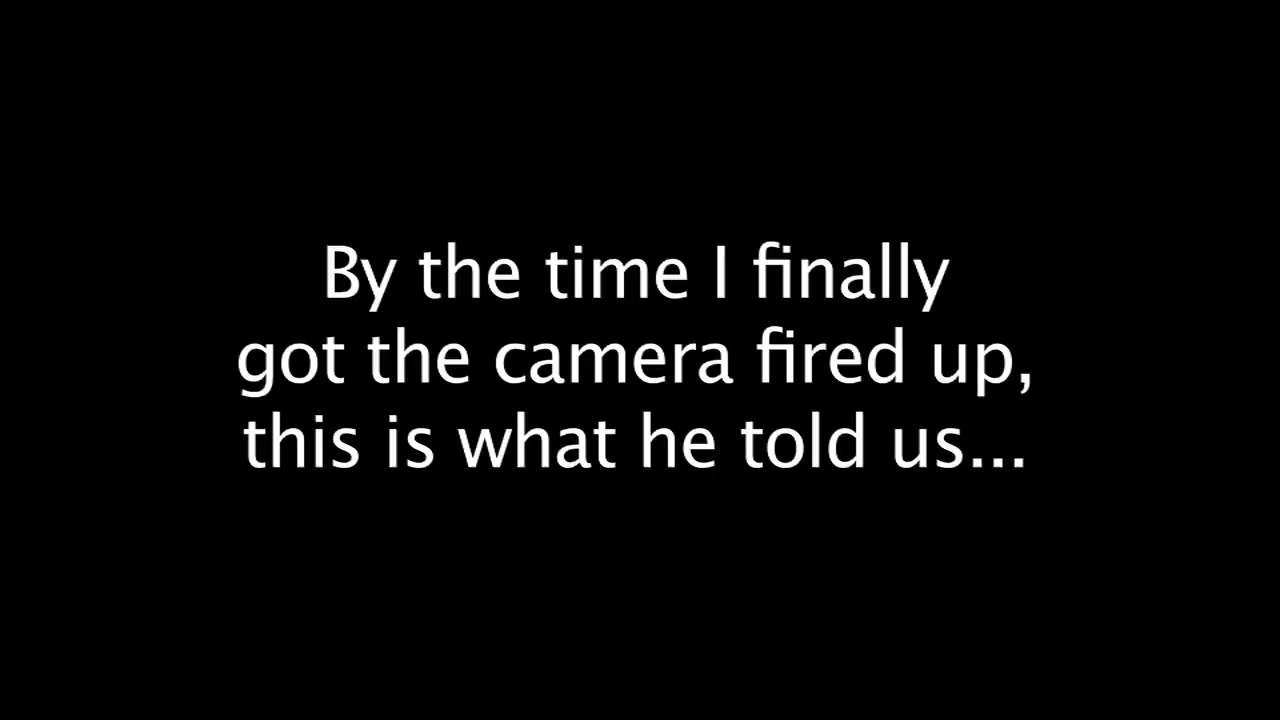 By the time I finally
got the camera fired up,
this is what he told us...